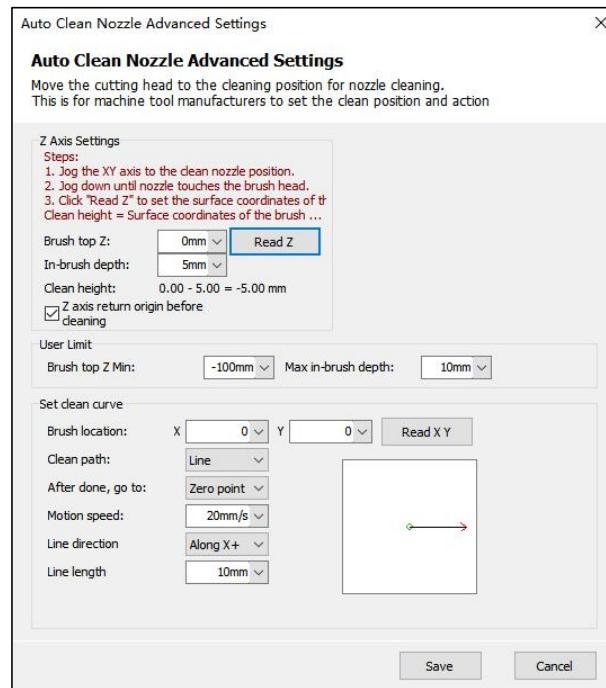 Auto Clean Nozzle Advanced Settings
Auto Clean Nozzle Advanced Settings
Move the cutting head to the cleaning position for nozzle cleaning.
This is for machine tool manufacturers to set the clean position and action
Z Axis Settings
Steps:
1. Jog the XY axis to the clean nozzle position.
2. Jog down until nozzle touches the brush head.
3. Click "Read Z" to set the surface coordinates of th
Clean height = Surface coordinates of the brush ...
Brush top Z: 0mm Read Z
In-brush depth: 5mm
Clean height: 0.00 - 5.00 = -5.00 mm
Z axis return origin before
cleaning
User Limit
Brush top Z Min: -100mm Max in-brush depth: 10mm
Set clean curve
Brush location: X 0 Y 0 Read X Y
Clean path: Line
After done, go to: Zero point
Motion speed: 20mm/s
Line direction Along X+
Line length 10mm
Save Cancel